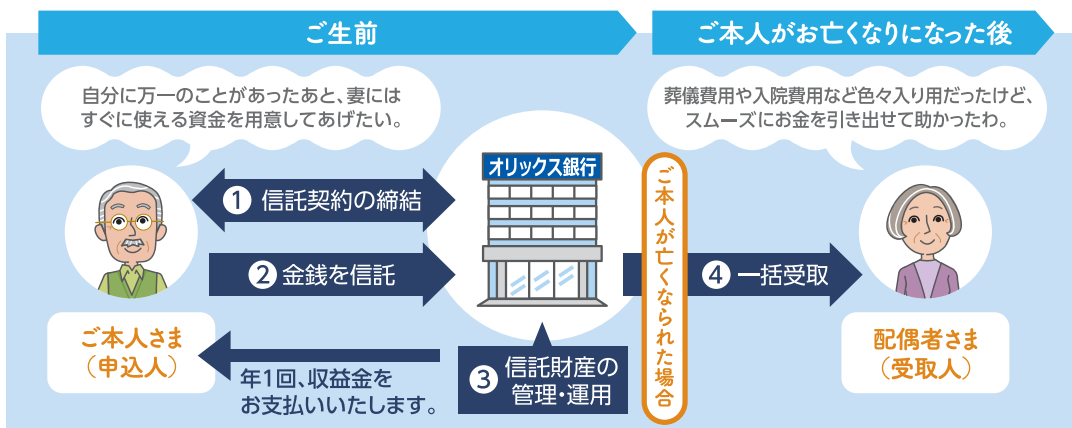 ご生前
ご本人がお亡くなりになった後
自分に万一のことがあったあと、妻には
すぐに使える資金を用意してあげたい。
葬儀費用や入院費用など色々入り用だったけど、
スムーズにお金を引き出せて助かったわ。
オリックス銀行
1 信託契約の締結
2 金銭を信託
ご本人が亡くなられた場合
4 一括受取
ご本人さま
（申込人）
配偶者さま
（受取人）
年1回、収益金を
お支払いいたします。
3 信託財産の
管理・運用